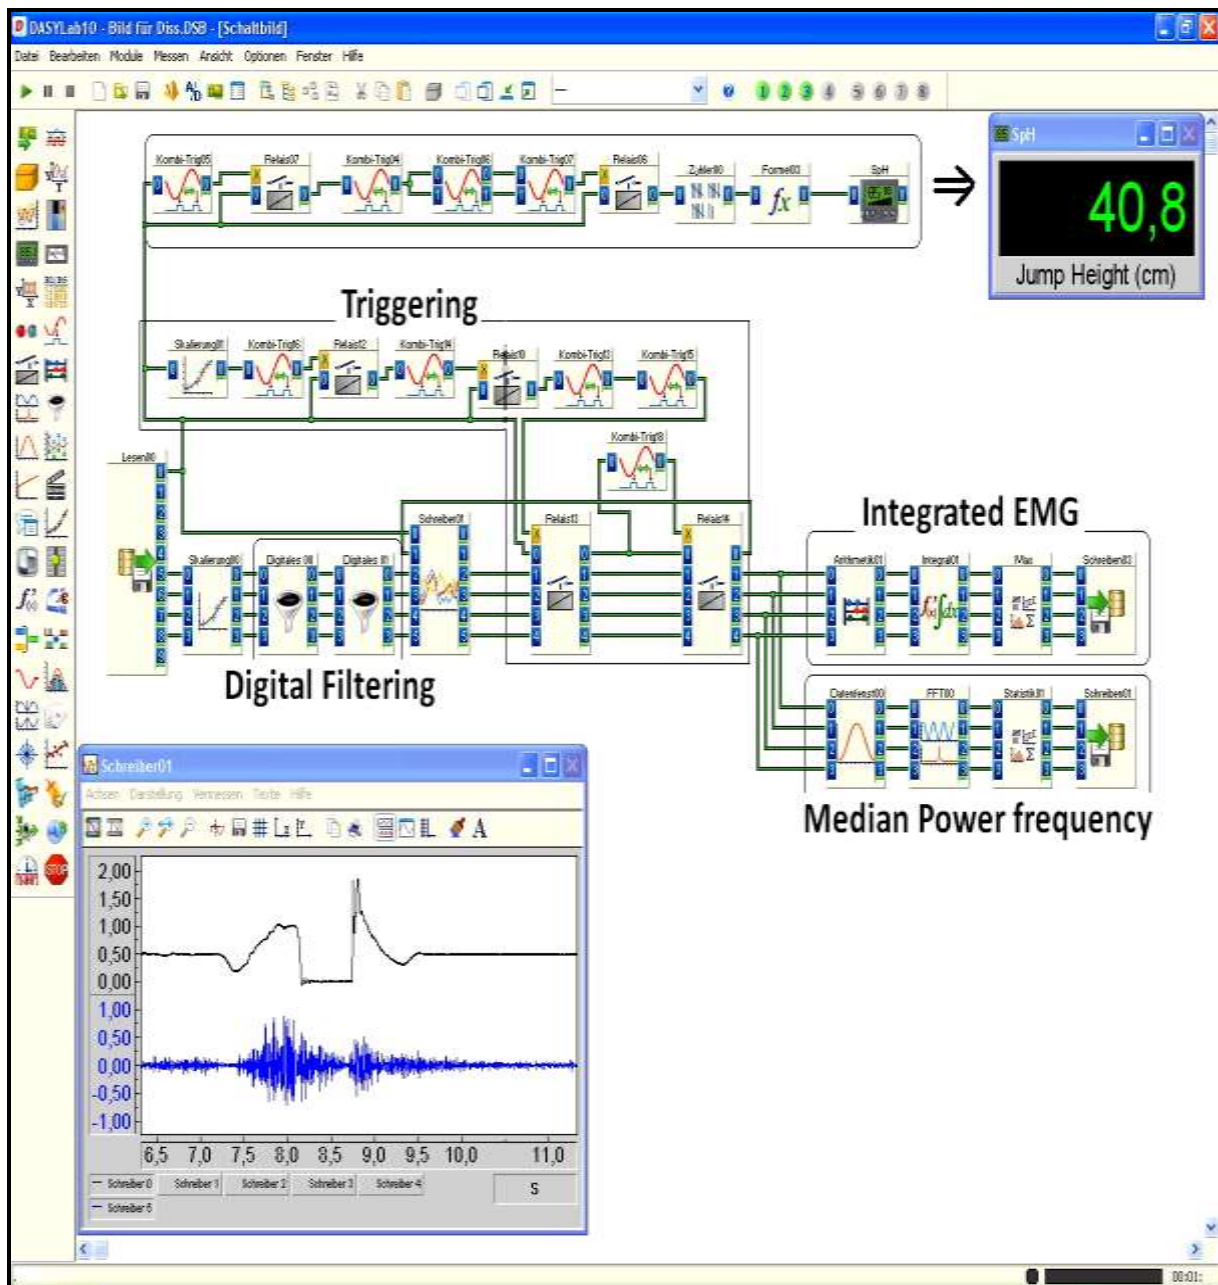 DASYLab10 - Bild für Diss.DSB - [Schaltbild]
Datei Bearbeiten Module Messen Ansicht Optionen Fenster Hilfe
Kombi-Trig05 Relais07 Kombi-Trig04 Kombi-Trig06 Kombi-Trig07 Relais06 Zykler00 Formel03 SpH
SpH
40,8
Jump Height (cm)
Triggering
Skalierung01 Kombi-Trig16 Relais12 Kombi-Trig14 Relais10 Kombi-Trig13 Kombi-Trig15
Kombi-Trig18
Lesen00
Skalierung00 Digitales 00 Digitales 01 Schreiber01 Relais13 Relais14
Digital Filtering
Integrated EMG
Arithmetik01 Integral01 Max Schreiben03
Datenfenst00 FFT00 Statistik01 Schreiben01
Median Power frequency
Schreiber01
Achsen Darstellung Vermessen Texte Hilfe
2,00
1,50
1,00
0,50
0,00
1,00
0,50
0,00
-0,50
-1,00
6,5 7,0 7,5 8,0 8,5 9,0 9,5 10,0 11,0
Schreiber 0 Schreiber 1 Schreiber 2 Schreiber 3 Schreiber 4 S
Schreiber 5
00:01: